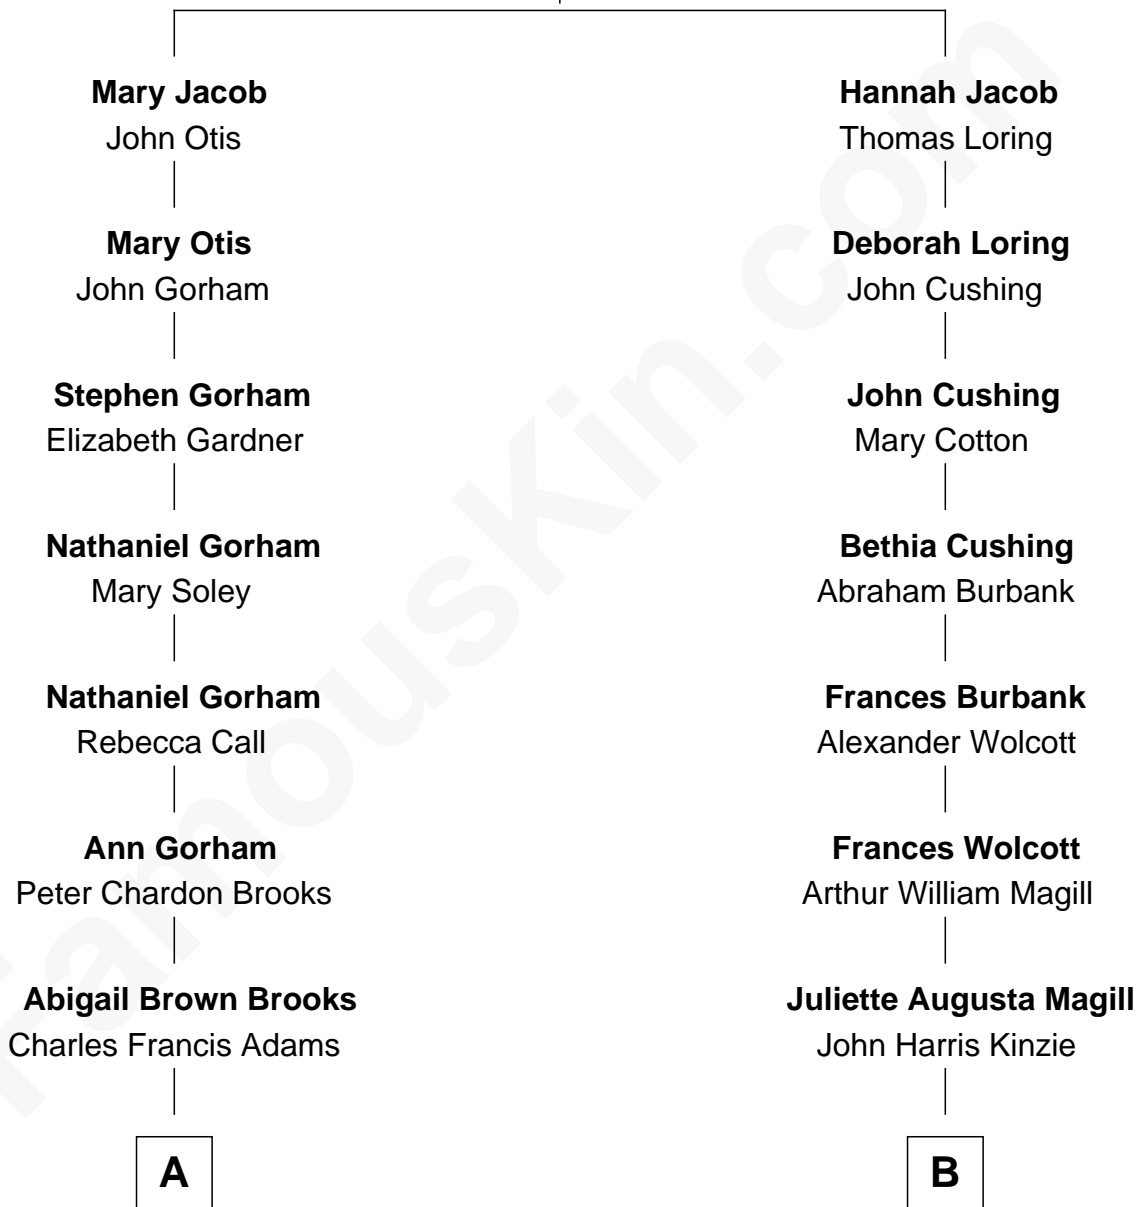 Mary Jacob
John Otis
Mary Otis
John Gorham
Stephen Gorham
Elizabeth Gardner
Nathaniel Gorham
Mary Soley
Nathaniel Gorham
Rebecca Call
Ann Gorham
Peter Chardon Brooks
Abigail Brown Brooks
Charles Francis Adams
A
Hannah Jacob
Thomas Loring
Deborah Loring
John Cushing
John Cushing
Mary Cotton
Bethia Cushing
Abraham Burbank
Frances Burbank
Alexander Wolcott
Frances Wolcott
Arthur William Magill
Juliette Augusta Magill
John Harris Kinzie
B
FamousKin.com